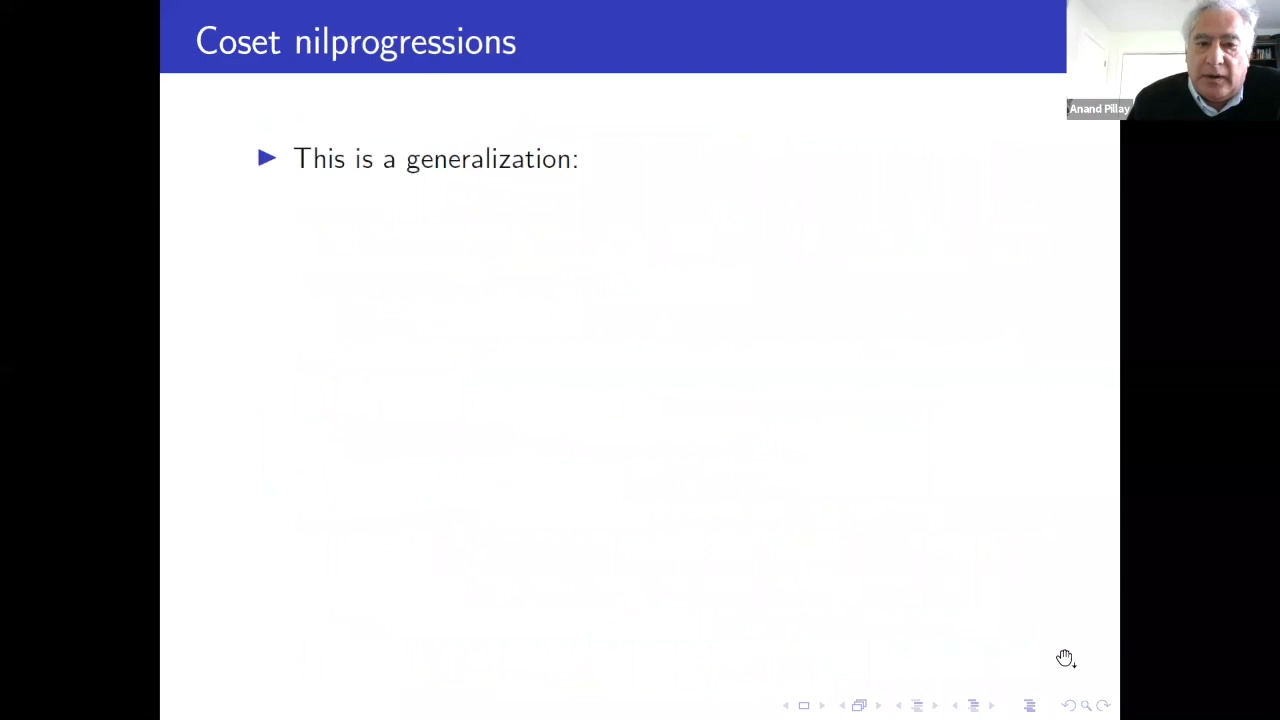 Coset nilprogressions
Anand Pillay
This is a generalization: